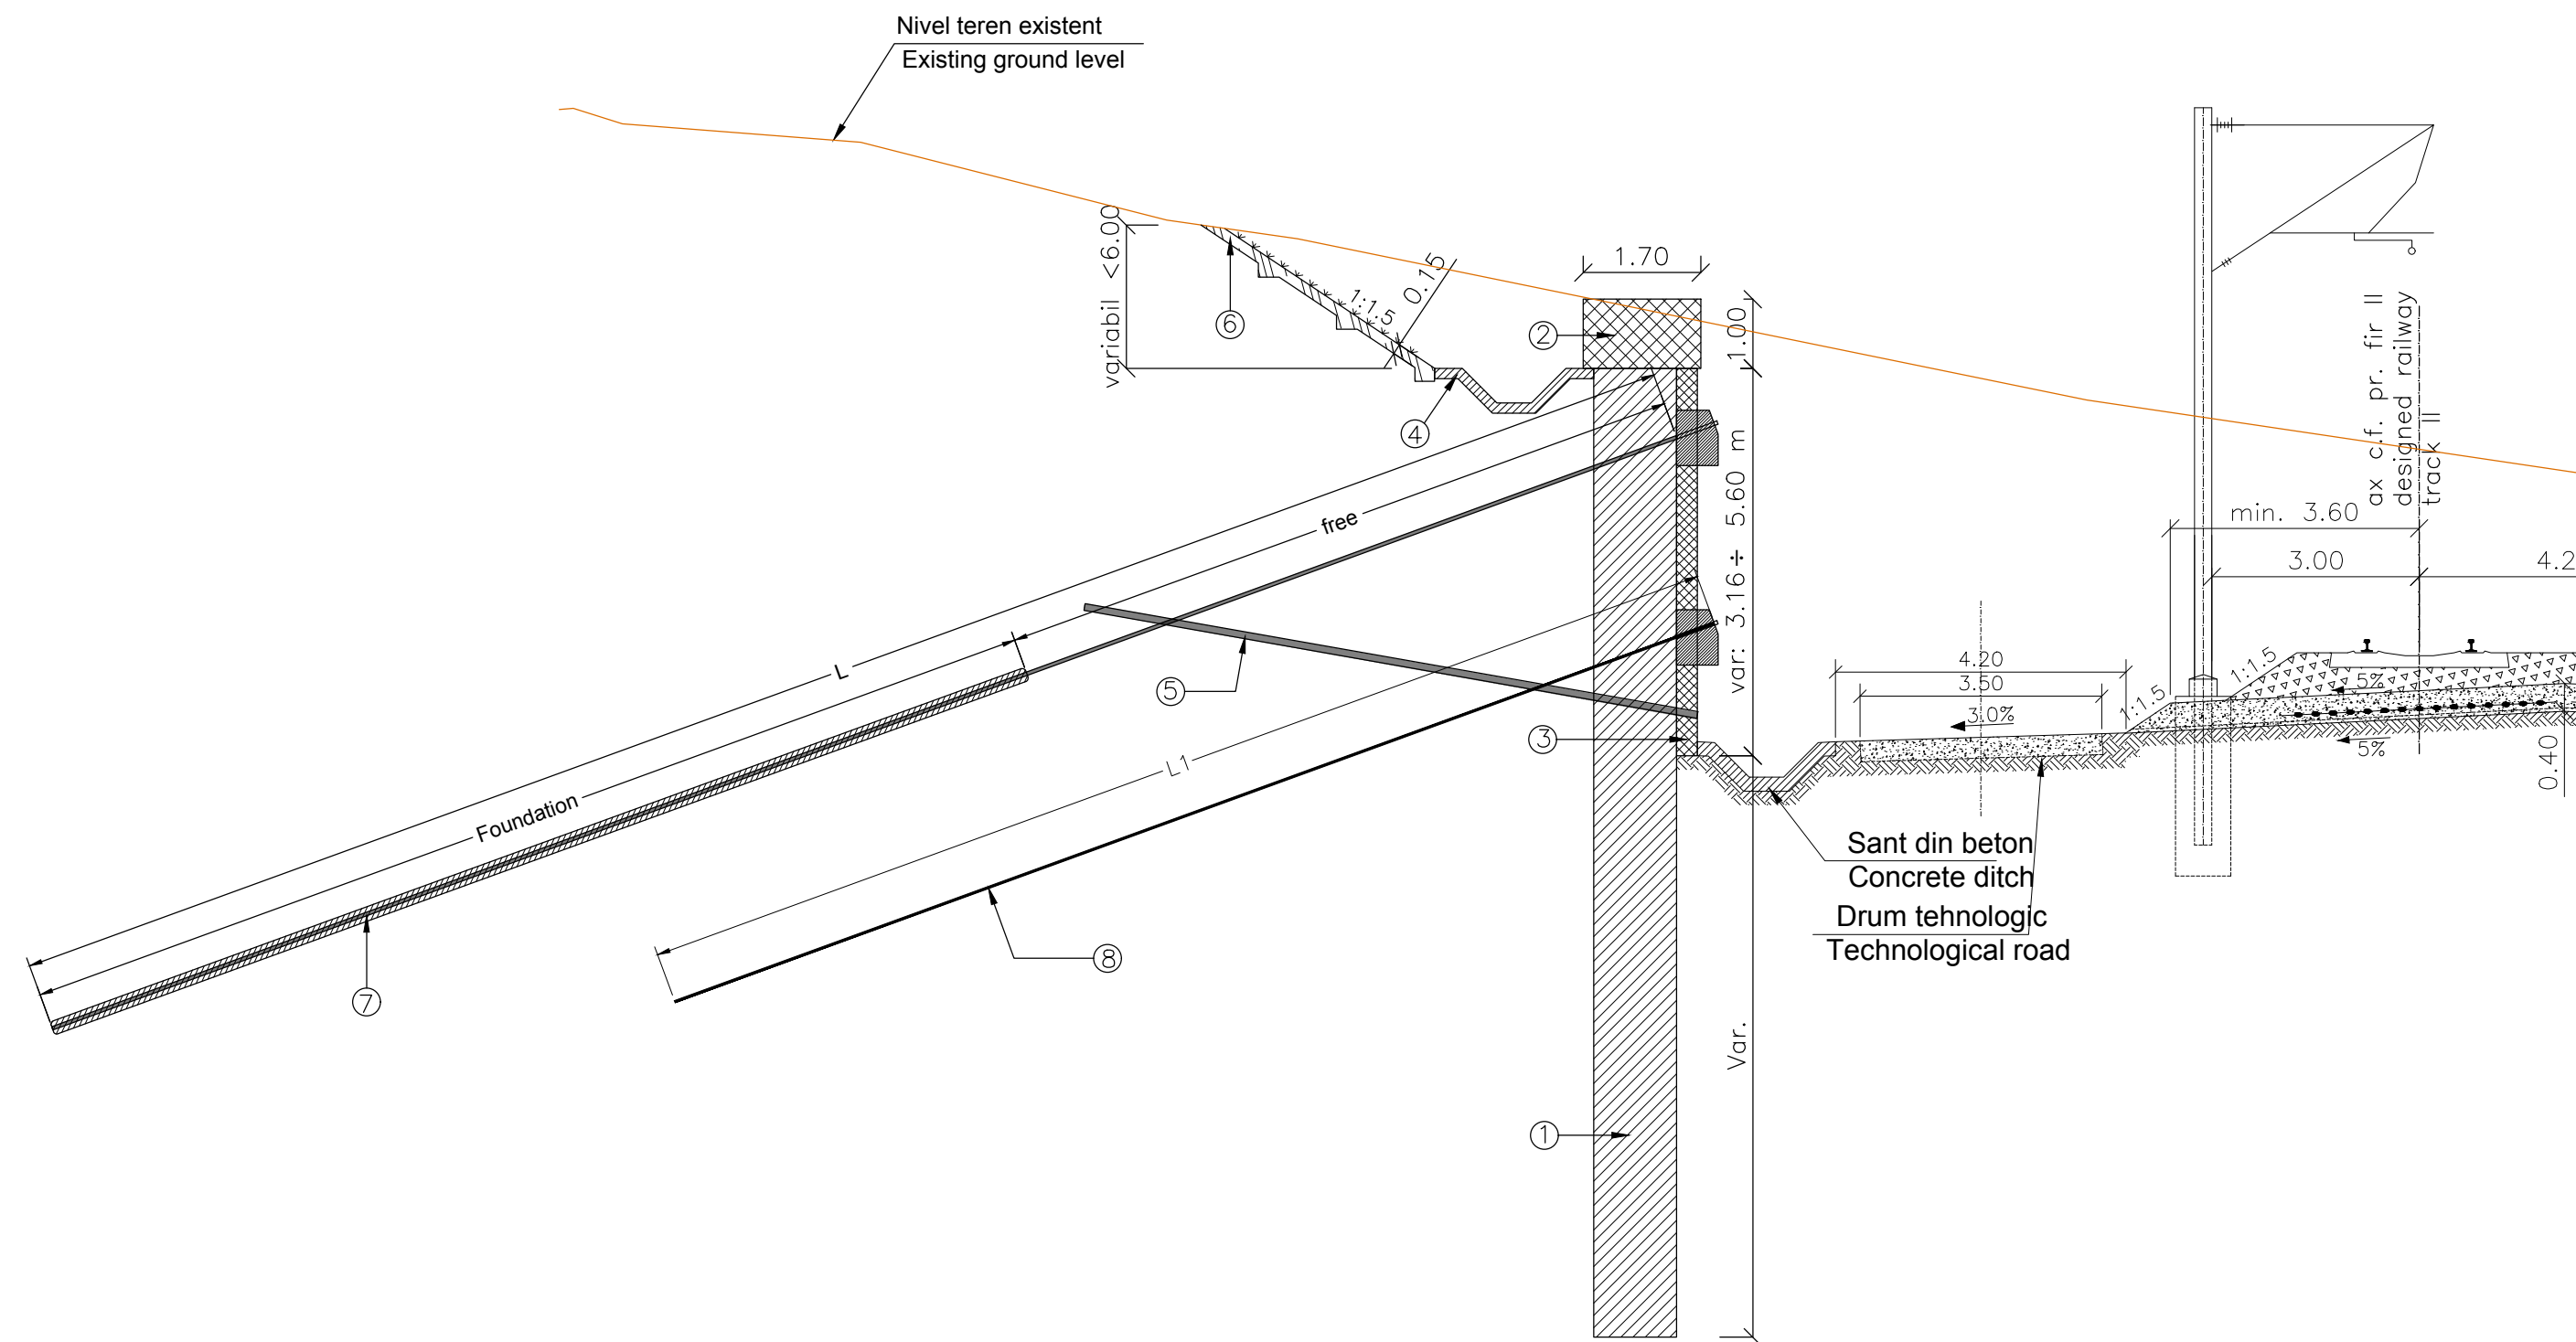 Nivel teren existent
Existing ground level
variabil <6.00
1:1.5
0.15
1.70
1.00
var: 3.16÷ 5.60 m
Var.
L
free
Foundation
L1
1
2
3
4
5
6
7
8
ax c.f. pr. fir II
designed railway
track II
min. 3.60
3.00
4.2
4.20
3.50
3.0%
1:1.5
1:1.5
5%
5%
0.40
Sant din beton
Concrete ditch
Drum tehnologic
Technological road